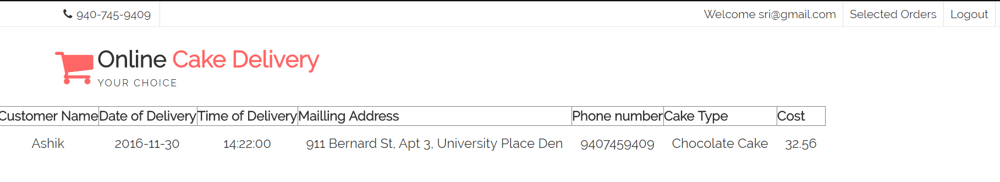 940-745-9409 Welcome sri@gmail.com Selected Orders Logout
Online Cake Delivery
YOUR CHOICE
Customer Name Date of Delivery Time of Delivery Mailling Address Phone number Cake Type Cost
Ashik 2016-11-30 14:22:00 911 Bernard St, Apt 3, University Place Den 9407459409 Chocolate Cake 32.56